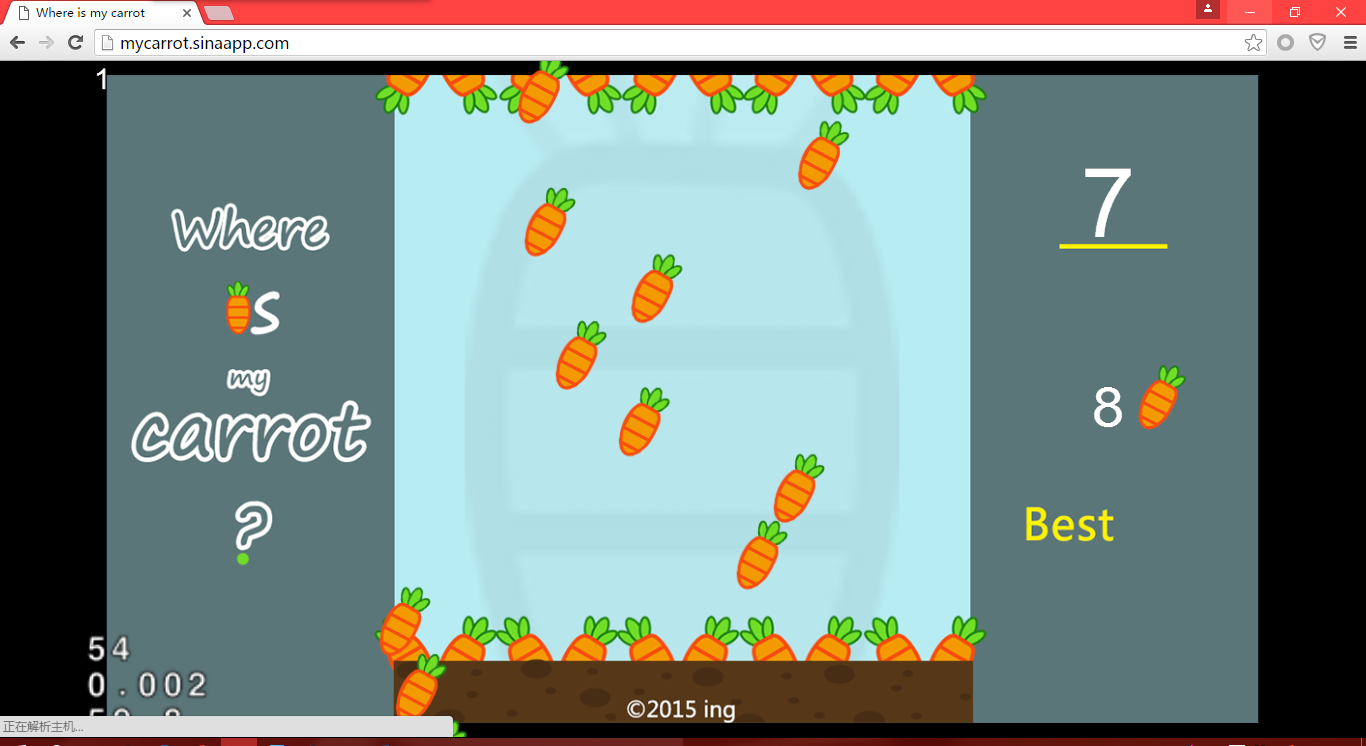 Where is my carrot
mycarrot.sinaapp.com
1
Where
s
my
carrot
?
7
8
Best
54
0.002
正在解析主机...
©2015 ing